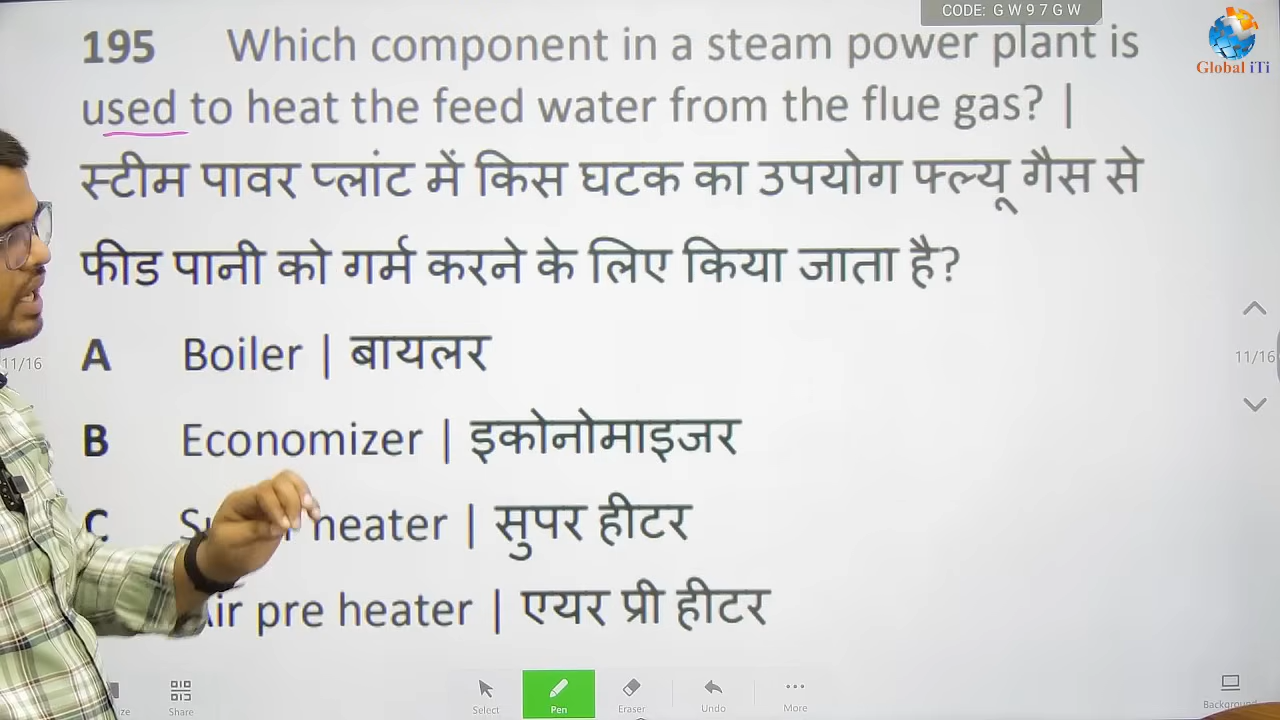 CODE: G W 9 7 G W
Global iTi
195 Which component in a steam power plant is
used to heat the feed water from the flue gas? |
स्टीम पावर प्लांट में किस घटक का उपयोग फ्ल्यू गैस से
फीड पानी को गर्म करने के लिए किया जाता है?
A Boiler | बायलर
11/16
11/16
B Economizer | इकोनोमाइजर
C heater | सुपर हीटर
Air pre heater | एयर प्री हीटर
Share
Select
Pen
Eraser
Undo
More